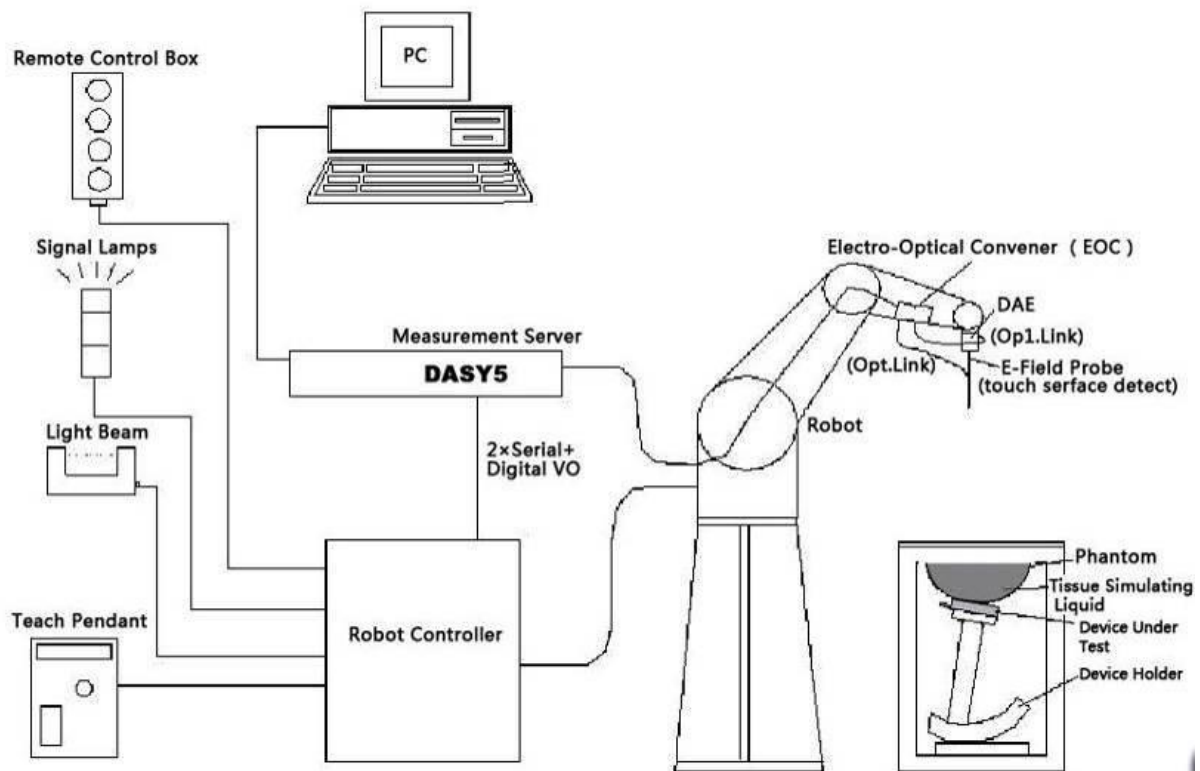 Remote Control Box
PC
Signal Lamps
Electro-Optical Convener ( EOC )
DAE
(Op1.Link)
Measurement Server
DASY5
(Opt.Link)
E-Field Probe
(touch serface detect)
Light Beam
Robot
2×Serial+
Digital VO
Phantom
Tissue Simulating
Liquid
Teach Pendant
Robot Controller
Device Under
Test
Device Holder